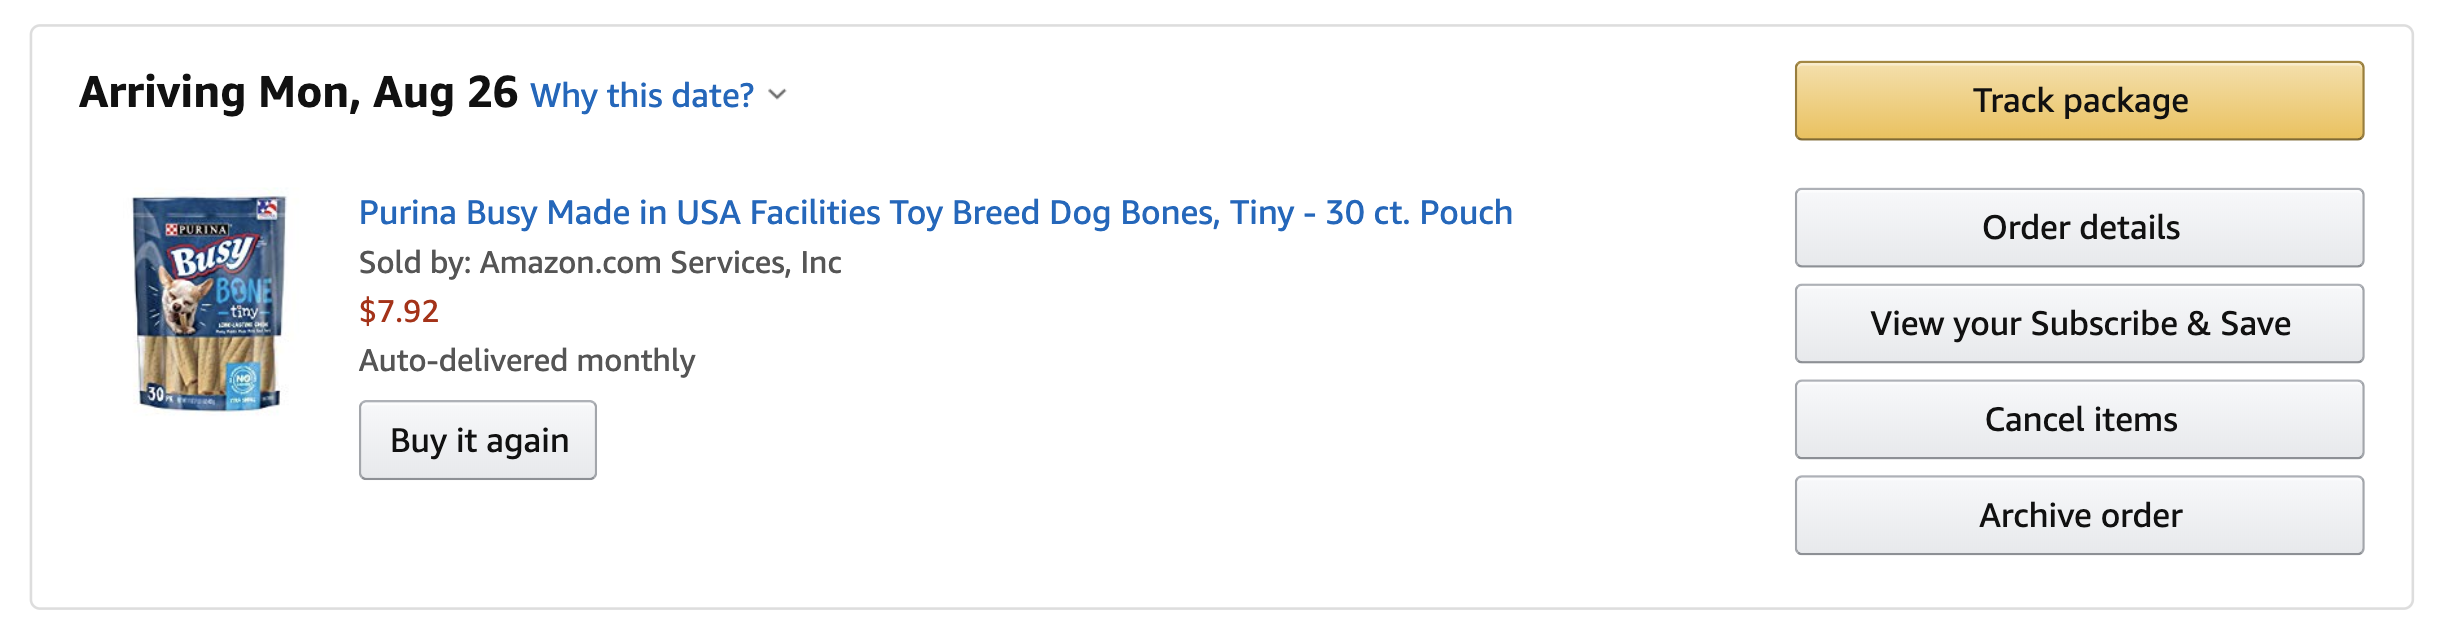 Arriving Mon, Aug 26 Why this date?
Track package
PURINA
Busy
BONE
tiny
30
NO
Purina Busy Made in USA Facilities Toy Breed Dog Bones, Tiny - 30 ct. Pouch
Sold by: Amazon.com Services, Inc
$7.92
Auto-delivered monthly
Buy it again
Order details
View your Subscribe & Save
Cancel items
Archive order